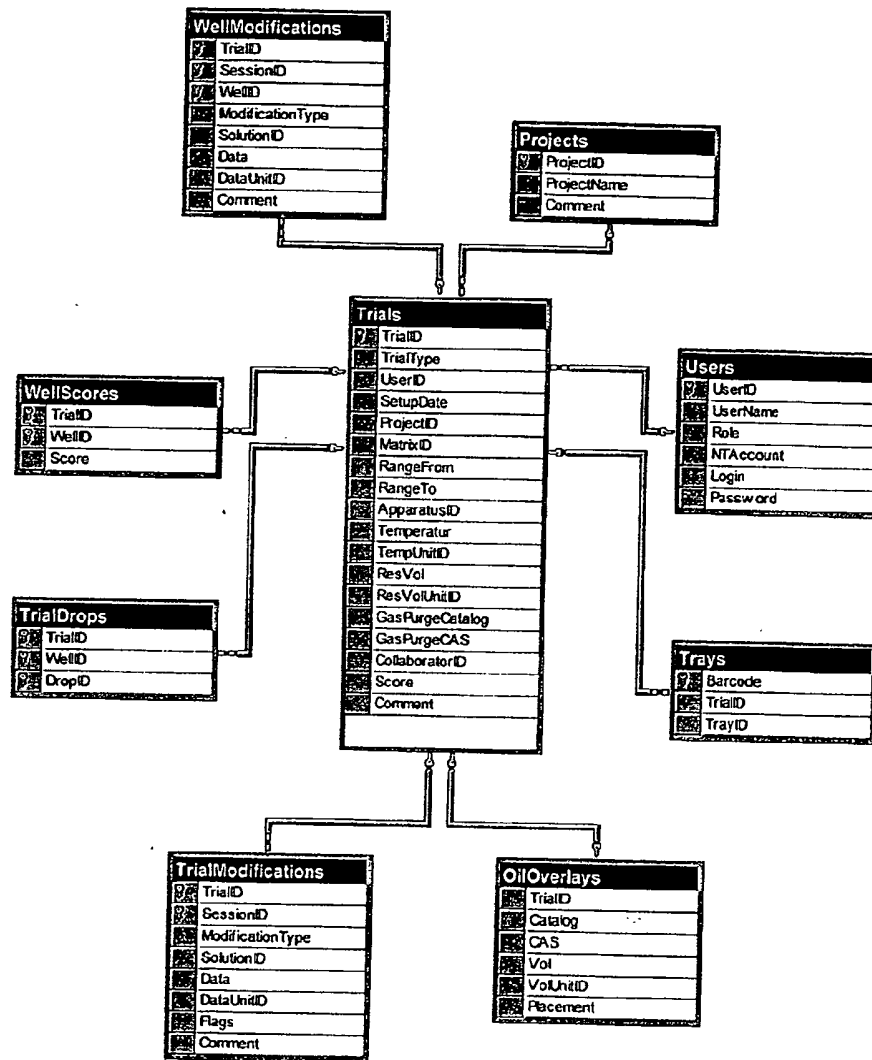 WellModifications
TrialID
SessionID
WellID
ModificationType
SolutionID
Data
DataUnitID
Comment
Projects
ProjectID
ProjectName
Comment
Trials
TrialID
TrialType
UserID
SetupDate
ProjectID
MatrixID
RangeFrom
RangeTo
ApparatusID
Temperatur
TempUnitID
ResVol
ResVolUnitID
GasPurgeCatalog
GasPurgeCAS
CollaboratorID
Score
Comment
WellScores
TrialID
WellID
Score
Users
UserID
UserName
Role
NTAccount
Login
Password
TrialDrops
TrialID
WellID
DropID
Trays
Barcode
TrialID
TrayID
TrialModifications
TrialID
SessionID
ModificationType
SolutionID
Data
DataUnitID
Flags
Comment
OilOverlays
TrialID
Catalog
CAS
Vol
VolUnitID
Placement